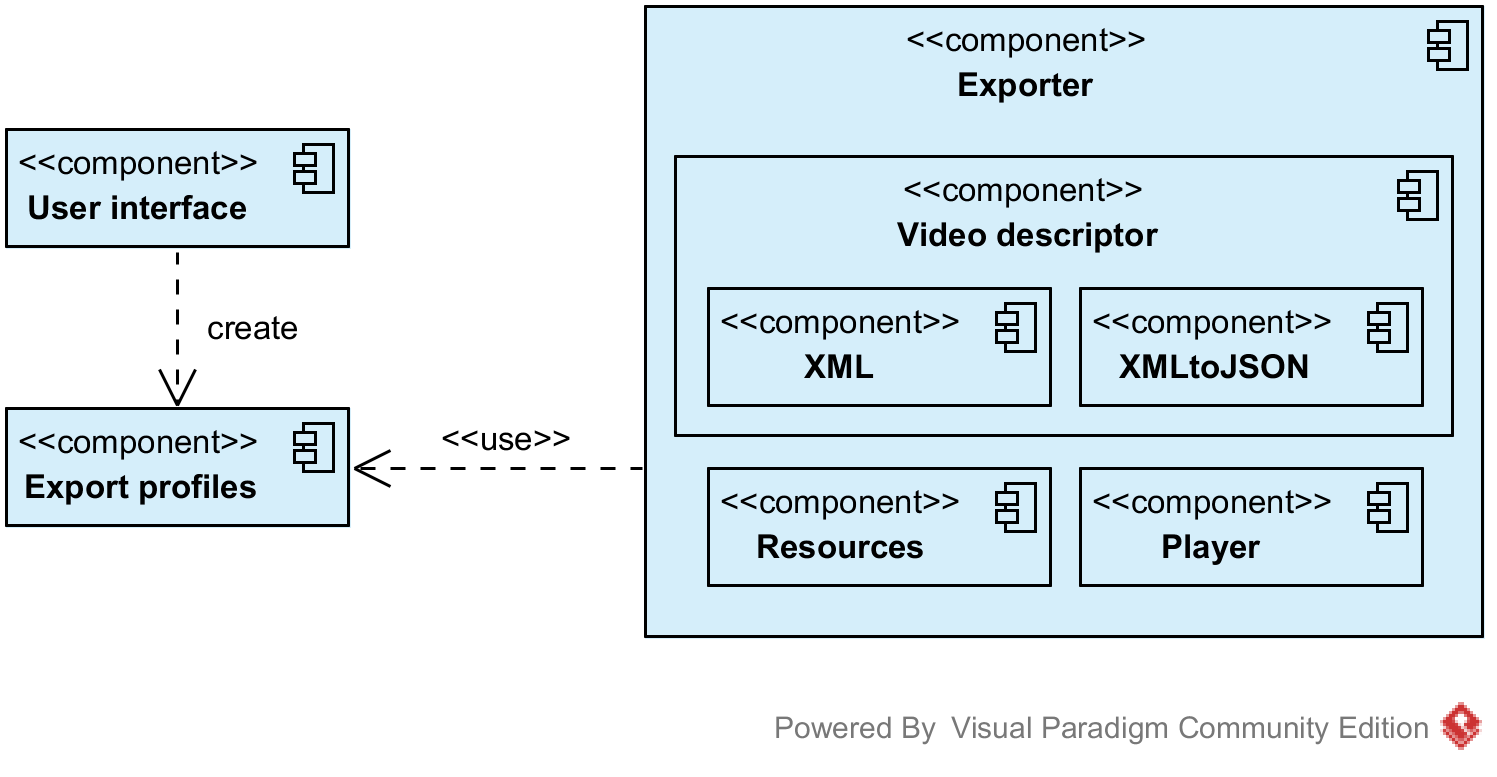 <<component>>
User interface
create
<<component>>
Export profiles
<<use>>
<<component>>
Exporter
<<component>>
Video descriptor
<<component>>
XML
<<component>>
XMLtoJSON
<<component>>
Resources
<<component>>
Player
Powered By Visual Paradigm Community Edition